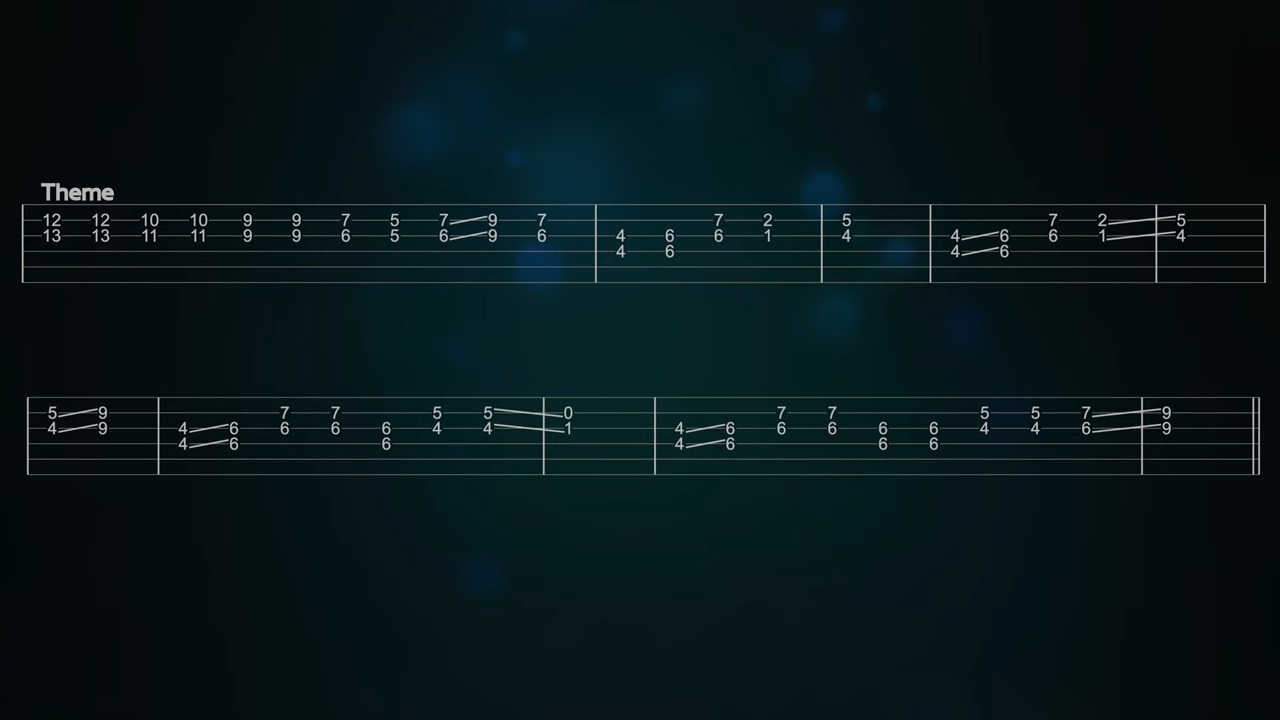 Theme
12 12 10 10 9 9 7 5 7 9 7 7 2 5 7 2 5
13 13 11 11 9 9 6 5 6 9 6 4 6 6 1 4 4 6 6 1 4
4 6 4 6
5 9 7 7 5 5 0 7 7 5 5 7 9
4 9 4 6 6 6 6 4 4 1 4 6 6 6 6 6 4 4 6 9
4 6 6 4 6 6 6